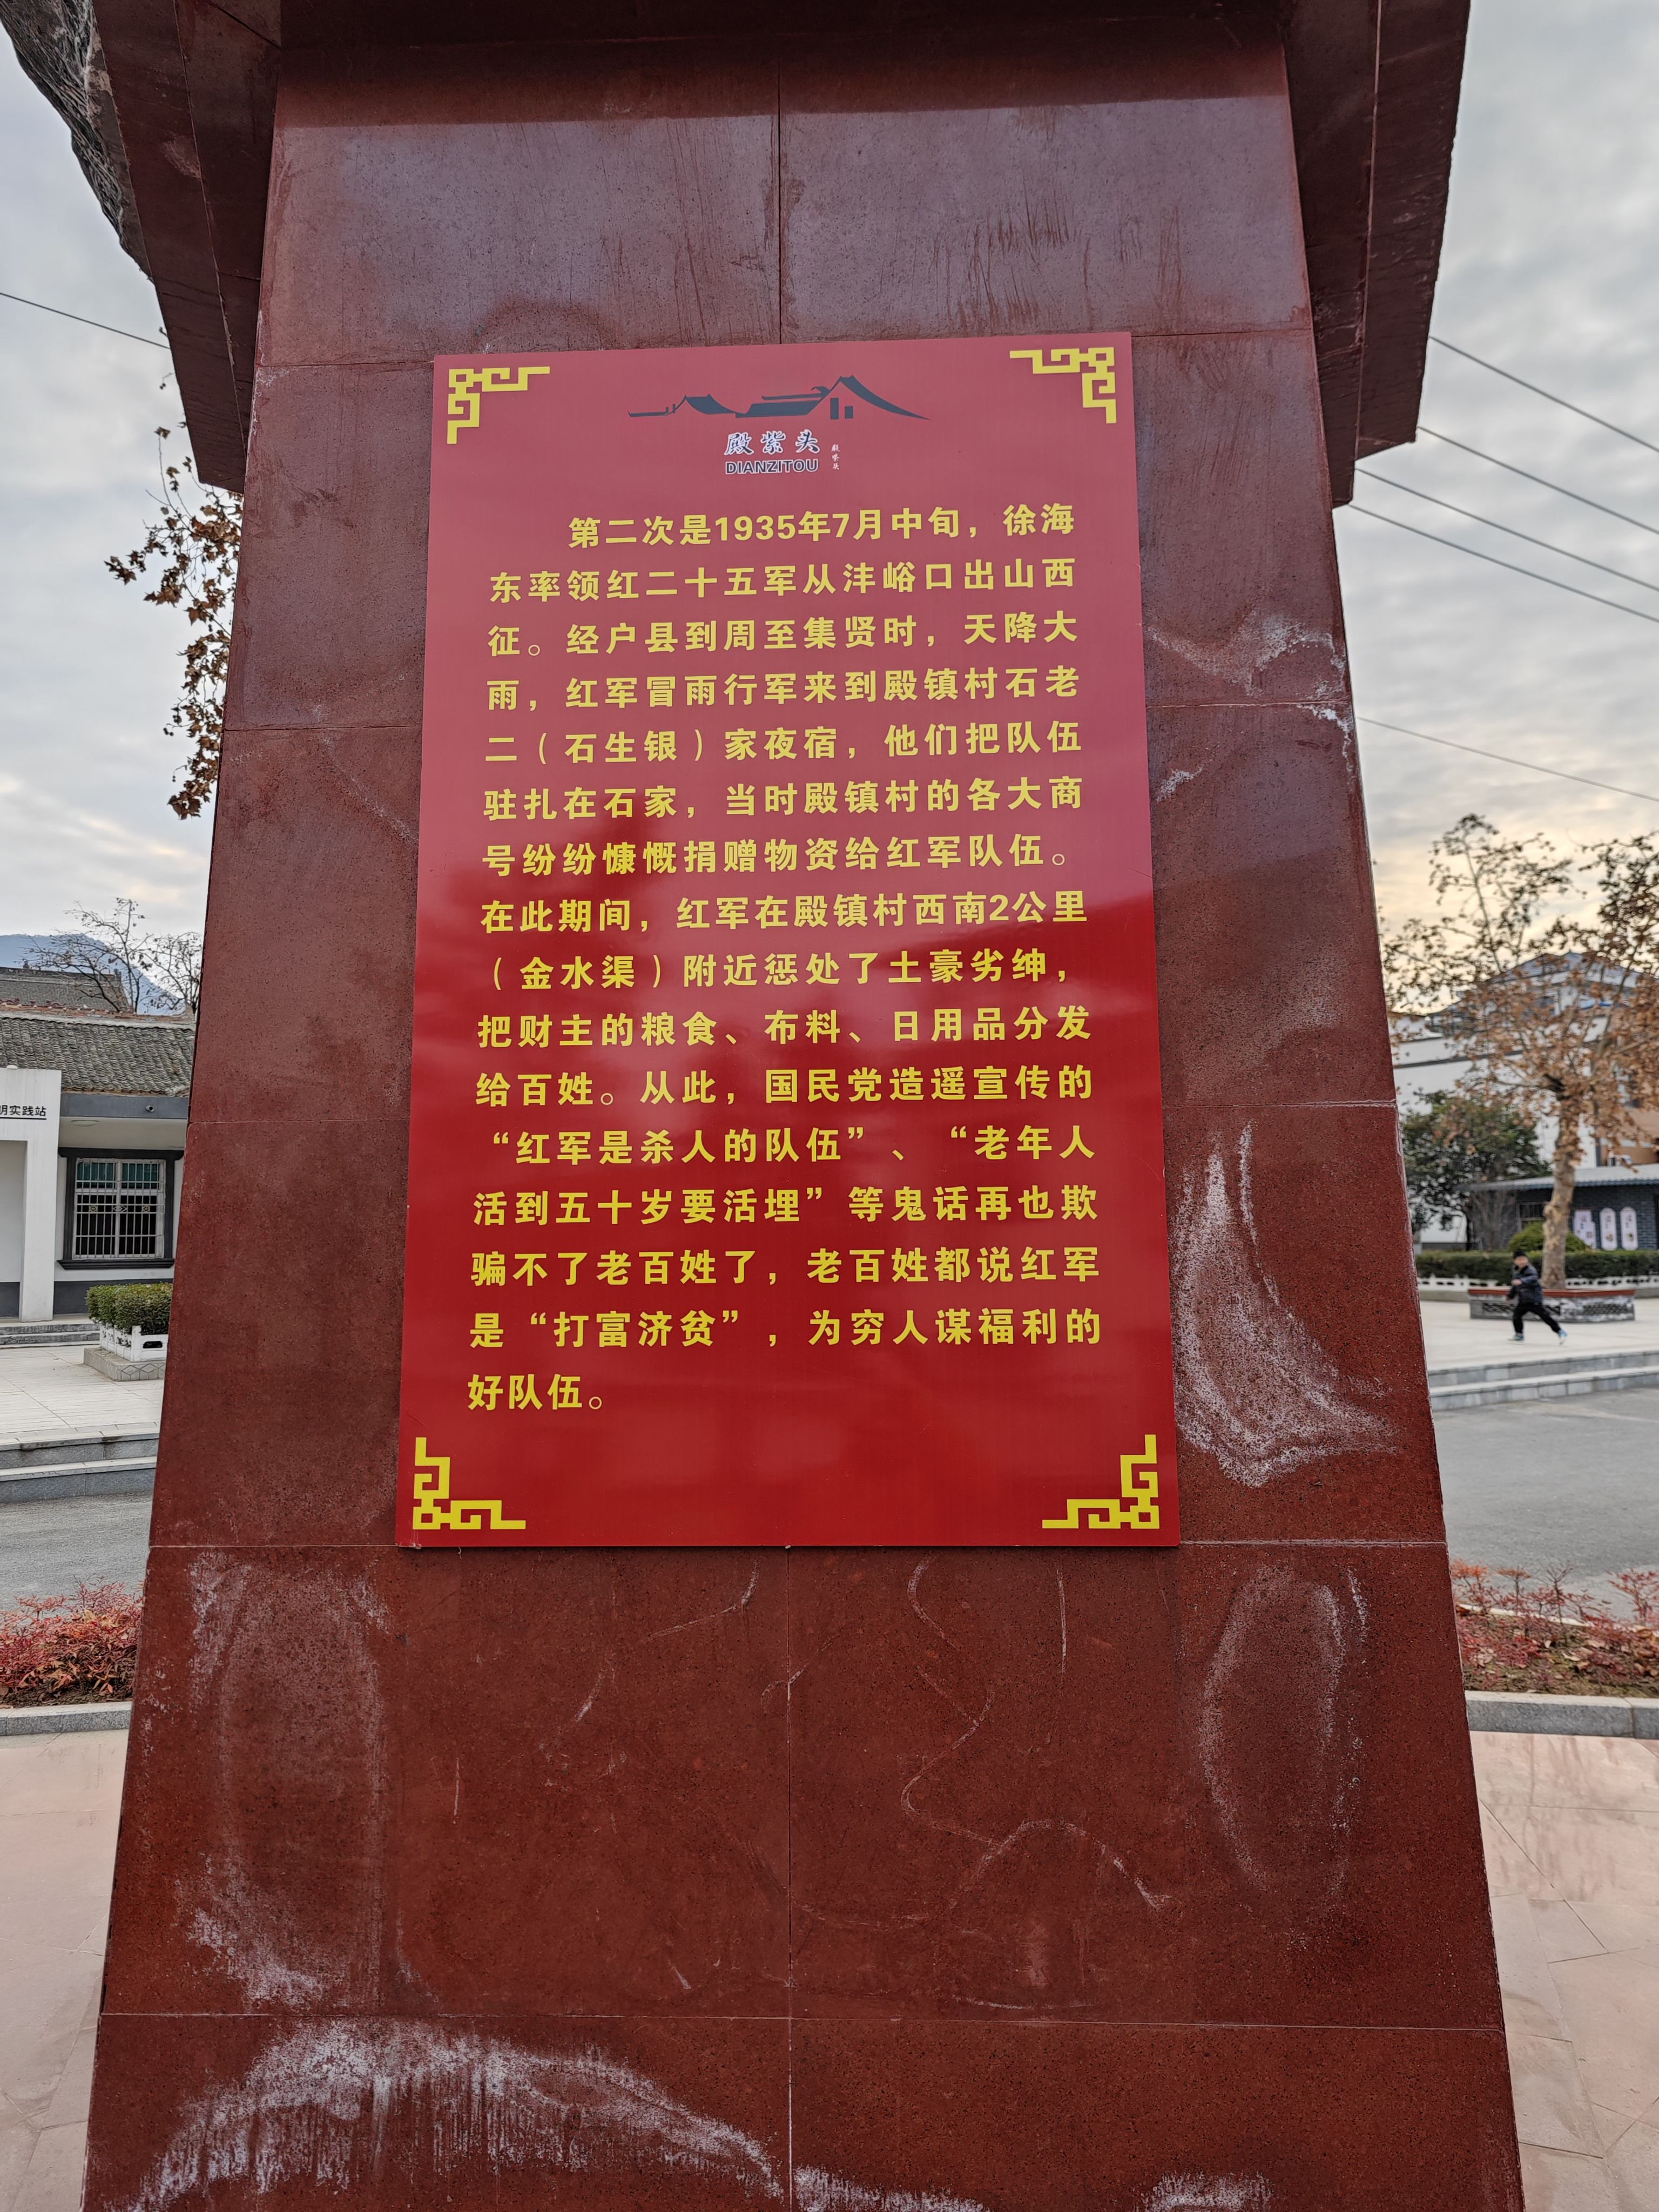 殿紫头
殿紫头
DIANZITOU
第二次是1935年7月中旬，徐海
东率领红二十五军从沣峪口出山西
征。经户县到周至集贤时，天降大
雨，红军冒雨行军来到殿镇村石老
二（石生银）家夜宿，他们把队伍
驻扎在石家，当时殿镇村的各大商
号纷纷慷慨捐赠物资给红军队伍。
在此期间，红军在殿镇村西南2公里
（金水渠）附近惩处了土豪劣绅，
把财主的粮食、布料、日用品分发
给百姓。从此，国民党造遥宣传的
“红军是杀人的队伍”、“老年人
活到五十岁要活埋”等鬼话再也欺
骗不了老百姓了，老百姓都说红军
是“打富济贫”，为穷人谋福利的
好队伍。
明实践站